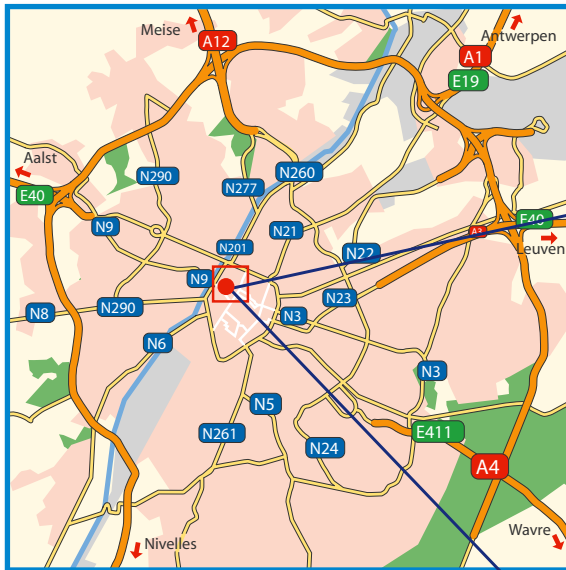 Meise
A12
Antwerpen
A1
E19
Aalst
E40
N290
N277
N260
N9
N201
N21
N22
A3
E40
Leuven
N9
N290
N8
N23
N3
N6
N3
N5
N261
N24
E411
A4
Nivelles
Wavre